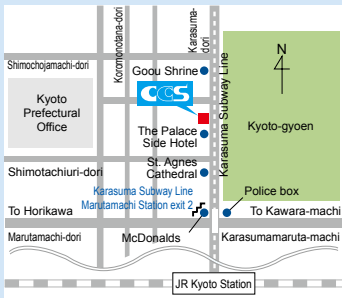 Karasuma-
dori
Koromonotana-dori
Karasuma Subway Line
N
Shimochojamachi-dori
Goou Shrine
CCS
Kyoto
Prefectural
Office
Kyoto-gyoen
The Palace
Side Hotel
St. Agnes
Cathedral
Shimotachiuri-dori
Karasuma Subway Line
Marutamachi Station exit 2
Police box
To Horikawa
To Kawara-machi
Marutamachi-dori
McDonalds
Karasumamaruta-machi
JR Kyoto Station